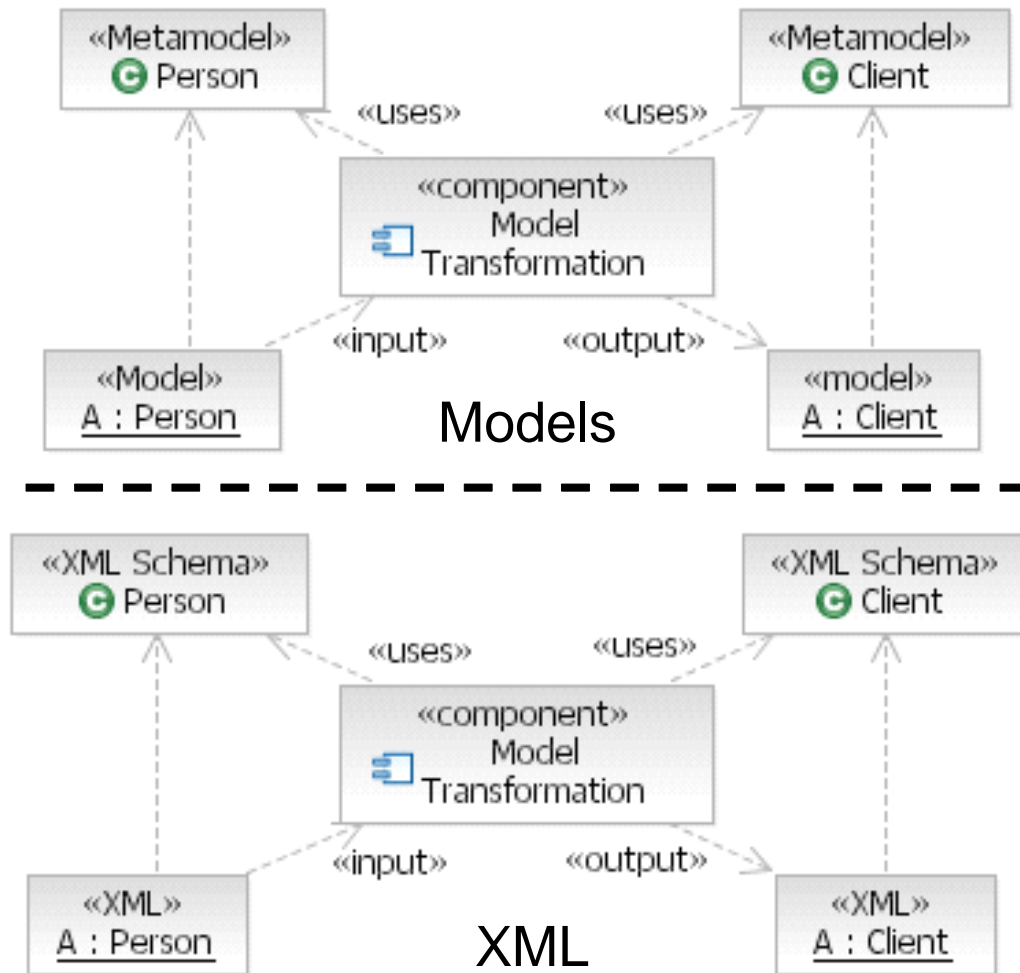 «Metamodel»
C Person
«Metamodel»
C Client
«uses»
«uses»
«component»
Model
Transformation
«input»
«output»
«Model»
A : Person
Models
«model»
A : Client
«XML Schema»
C Person
«XML Schema»
C Client
«uses»
«uses»
«component»
Model
Transformation
«input»
«output»
«XML»
A : Person
XML
«XML»
A : Client